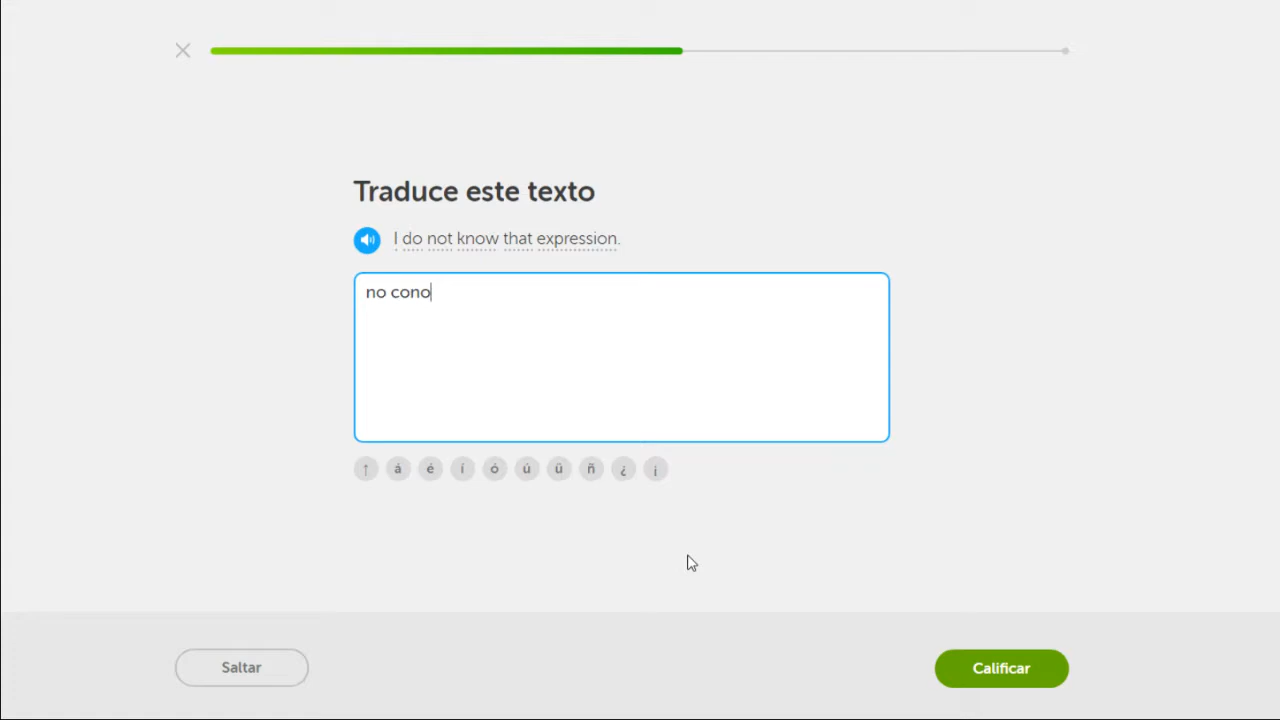 Traduce este texto
I do not know that expression.
no cono
↑ á é í ó ú ü ñ ¿ ¡
Saltar
Calificar